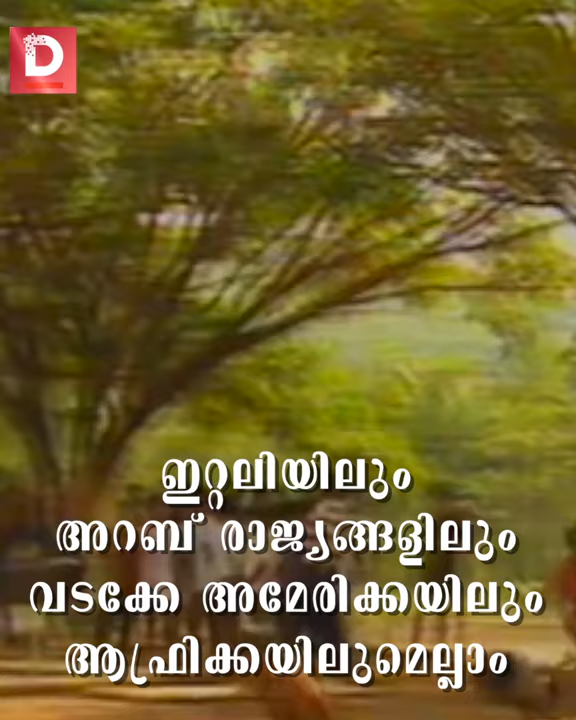 D
ഇറ്റലിയിലും
അറബ് രാജ്യങ്ങളിലും
വടക്കേ അമേരിക്കയിലും
ആഫ്രിക്കയിലുമെല്ലാം